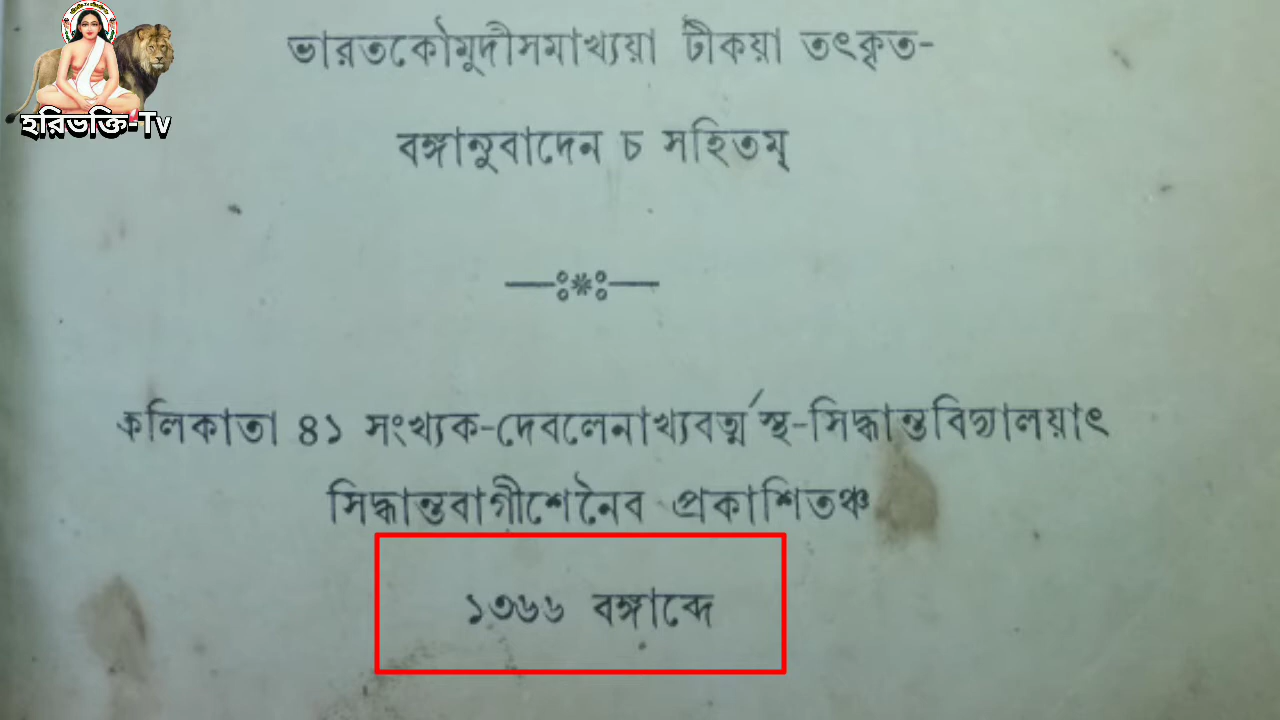 হরিভক্তি-Tv
ভারতকৌমুদীসমাখ্যয়া টীকয়া তৎকৃত-
বঙ্গানুবাদেন চ সহিতম্
কলিকাতা ৪১ সংখ্যক-দেবলেনাখ্যবর্ত্মস্থ-সিদ্ধান্তবিদ্যালয়াৎ
সিদ্ধান্তবাগীশেনৈব প্রকাশিতঞ্চ
১৩৬৬ বঙ্গাব্দে